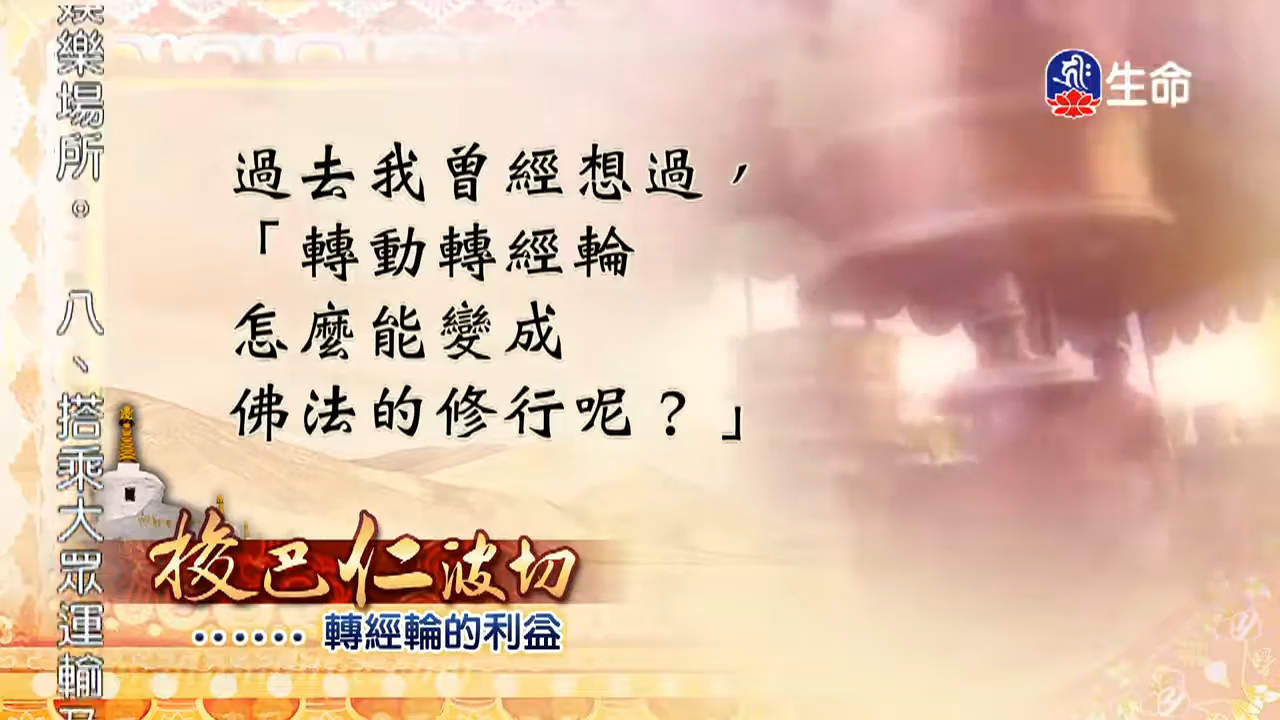 娛樂場所。八、搭乘大眾運輸及
生命
過去我曾經想過，
「轉動轉經輪
怎麼能變成
佛法的修行呢？」
梭巴仁波切
……轉經輪的利益